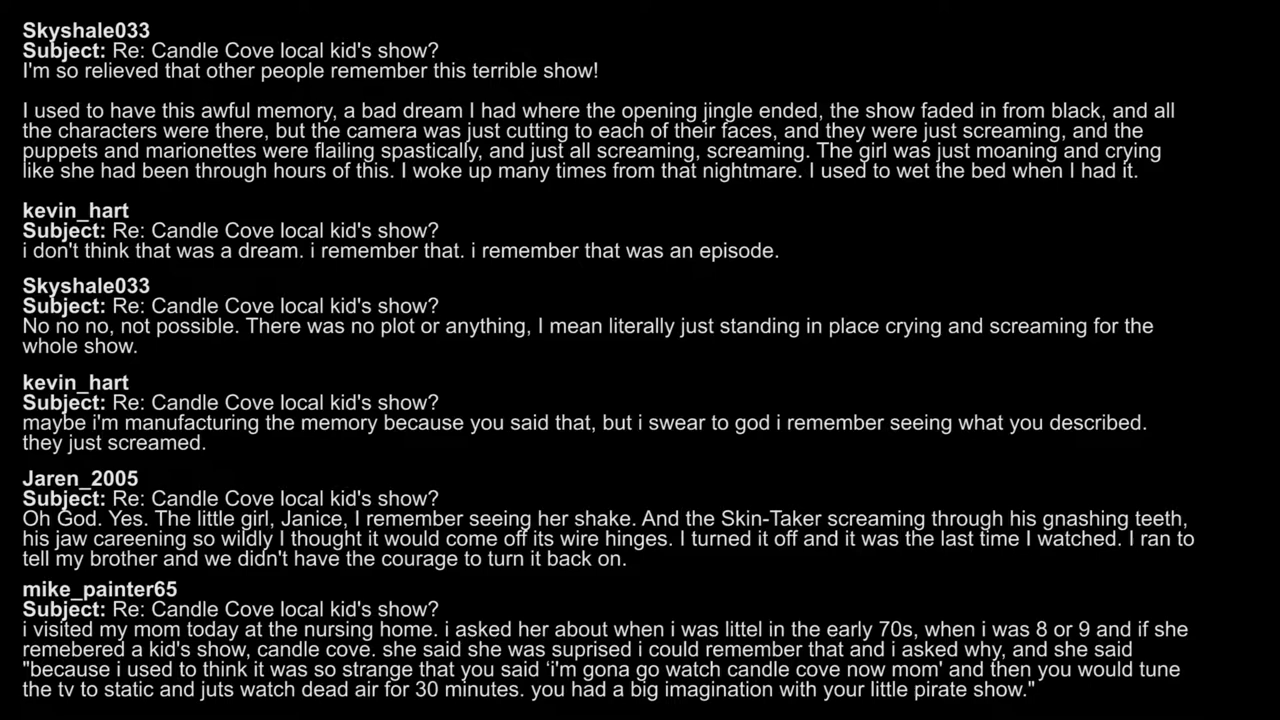 Skyshale033
Subject: Re: Candle Cove local kid's show?
I'm so relieved that other people remember this terrible show!
I used to have this awful memory, a bad dream I had where the opening jingle ended, the show faded in from black, and all
the characters were there, but the camera was just cutting to each of their faces, and they were just screaming, and the
puppets and marionettes were flailing spastically, and just all screaming, screaming. The girl was just moaning and crying
like she had been through hours of this. I woke up many times from that nightmare. I used to wet the bed when I had it.
kevin_hart
Subject: Re: Candle Cove local kid's show?
i don't think that was a dream. i remember that. i remember that was an episode.
Skyshale033
Subject: Re: Candle Cove local kid's show?
No no no, not possible. There was no plot or anything, I mean literally just standing in place crying and screaming for the
whole show.
kevin_hart
Subject: Re: Candle Cove local kid's show?
maybe i'm manufacturing the memory because you said that, but i swear to god i remember seeing what you described.
they just screamed.
Jaren_2005
Subject: Re: Candle Cove local kid's show?
Oh God. Yes. The little girl, Janice, I remember seeing her shake. And the Skin-Taker screaming through his gnashing teeth,
his jaw careening so wildly I thought it would come off its wire hinges. I turned it off and it was the last time I watched. I ran to
tell my brother and we didn't have the courage to turn it back on.
mike_painter65
Subject: Re: Candle Cove local kid's show?
i visited my mom today at the nursing home. i asked her about when i was littel in the early 70s, when i was 8 or 9 and if she
remebered a kid's show, candle cove. she said she was suprised i could remember that and i asked why, and she said
"because i used to think it was so strange that you said ‘i'm gona go watch candle cove now mom' and then you would tune
the tv to static and juts watch dead air for 30 minutes. you had a big imagination with your little pirate show."